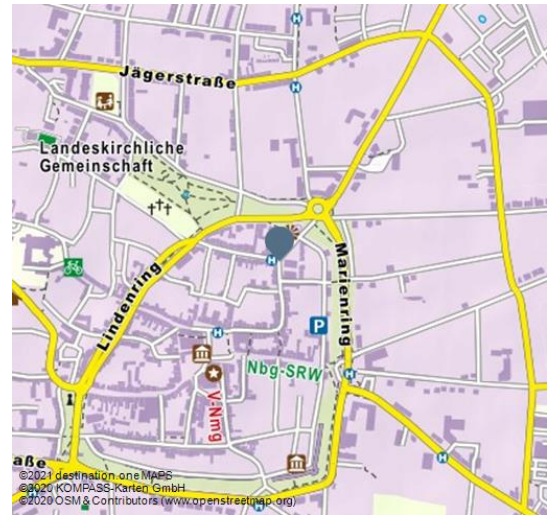 H
Jägerstraße
H
Landeskirchliche
Gemeinschaft
H
Lindenring
Marienring
H
P
H
Nbg-SRW
V-Nmg
H
H
aße
©2021 destination.one MAPS
©2020 KOMPASS-Karten GmbH
H
H
©2020 OSM & Contributors (www.openstreetmap.org)